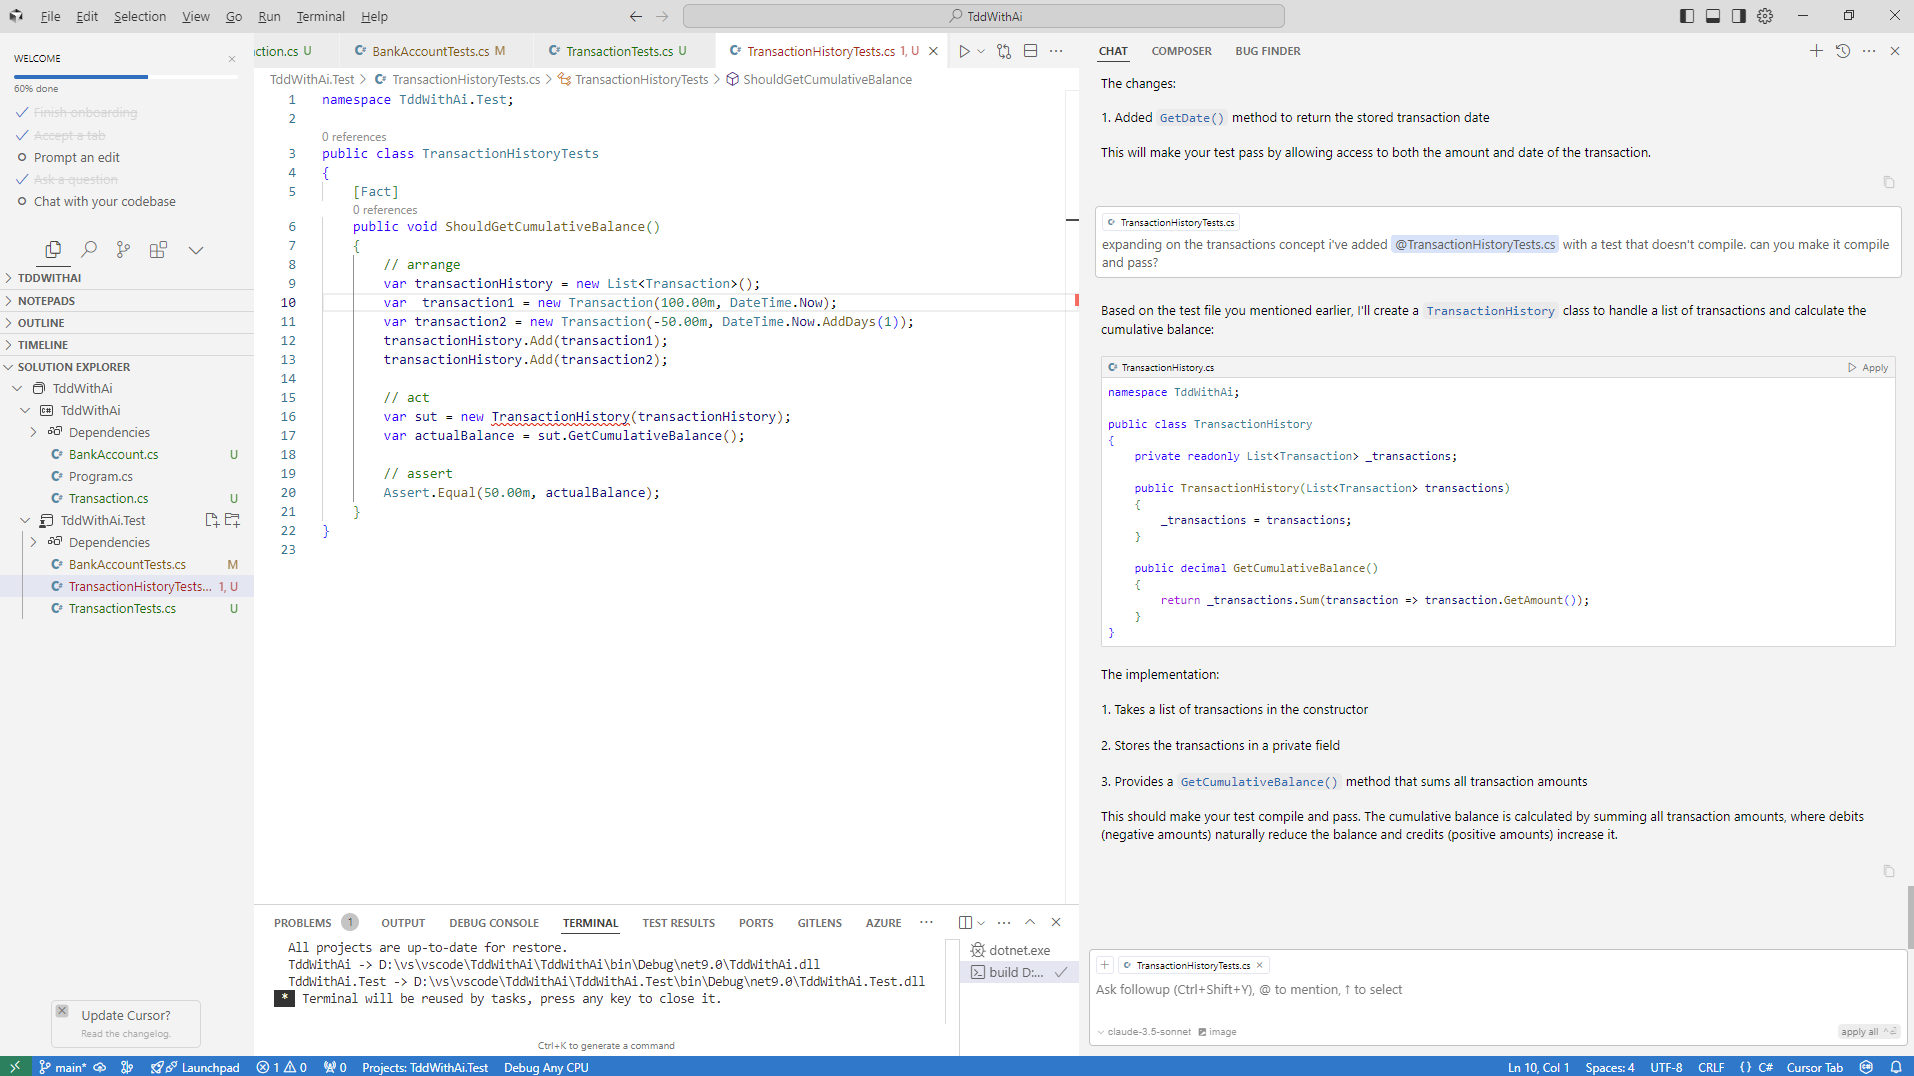 File Edit Selection View Go Run Terminal Help
TddWithAi
WELCOME
60% done
Finish onboarding
Accept a tab
Prompt an edit
Ask a question
Chat with your codebase
TDDWITHAI
NOTEPADS
OUTLINE
TIMELINE
SOLUTION EXPLORER
TddWithAi
TddWithAi
Dependencies
BankAccount.cs U
Program.cs
Transaction.cs U
TddWithAi.Test
Dependencies
BankAccountTests.cs M
TransactionHistoryTests... 1, U
TransactionTests.cs U
Update Cursor?
Read the changelog.
ction.cs U
BankAccountTests.cs M
TransactionTests.cs U
TransactionHistoryTests.cs 1, U
TddWithAi.Test > TransactionHistoryTests.cs > TransactionHistoryTests > ShouldGetCumulativeBalance
1 namespace TddWithAi.Test;
2
0 references
3 public class TransactionHistoryTests
4 {
5 [Fact]
0 references
6 public void ShouldGetCumulativeBalance()
7 {
8 // arrange
9 var transactionHistory = new List<Transaction>();
10 var  transaction1 = new Transaction(100.00m, DateTime.Now);
11 var transaction2 = new Transaction(-50.00m, DateTime.Now.AddDays(1));
12 transactionHistory.Add(transaction1);
13 transactionHistory.Add(transaction2);
14
15 // act
16 var sut = new TransactionHistory(transactionHistory);
17 var actualBalance = sut.GetCumulativeBalance();
18
19 // assert
20 Assert.Equal(50.00m, actualBalance);
21 }
22 }
23
PROBLEMS 1 OUTPUT DEBUG CONSOLE TERMINAL TEST RESULTS PORTS GITLENS AZURE
All projects are up-to-date for restore.
TddWithAi -> D:\vs\vscode\TddWithAi\TddWithAi\bin\Debug\net9.0\TddWithAi.dll
TddWithAi.Test -> D:\vs\vscode\TddWithAi\TddWithAi.Test\bin\Debug\net9.0\TddWithAi.Test.dll
* Terminal will be reused by tasks, press any key to close it.
Ctrl+K to generate a command
dotnet.exe
build D:...
CHAT COMPOSER BUG FINDER
The changes:
1. Added GetDate() method to return the stored transaction date
This will make your test pass by allowing access to both the amount and date of the transaction.
TransactionHistoryTests.cs
expanding on the transactions concept i've added @TransactionHistoryTests.cs with a test that doesn't compile. can you make it compile
and pass?
Based on the test file you mentioned earlier, I'll create a TransactionHistory class to handle a list of transactions and calculate the
cumulative balance:
TransactionHistory.cs Apply
namespace TddWithAi;
public class TransactionHistory
{
private readonly List<Transaction> _transactions;
public TransactionHistory(List<Transaction> transactions)
{
_transactions = transactions;
}
public decimal GetCumulativeBalance()
{
return _transactions.Sum(transaction => transaction.GetAmount());
}
}
The implementation:
1. Takes a list of transactions in the constructor
2. Stores the transactions in a private field
3. Provides a GetCumulativeBalance() method that sums all transaction amounts
This should make your test compile and pass. The cumulative balance is calculated by summing all transaction amounts, where debits
(negative amounts) naturally reduce the balance and credits (positive amounts) increase it.
TransactionHistoryTests.cs
Ask followup (Ctrl+Shift+Y), @ to mention, ↑ to select
claude-3.5-sonnet image
apply all
main* Launchpad 1 0 0 Projects: TddWithAi.Test Debug Any CPU
Ln 10, Col 1 Spaces: 4 UTF-8 CRLF {} C# Cursor Tab